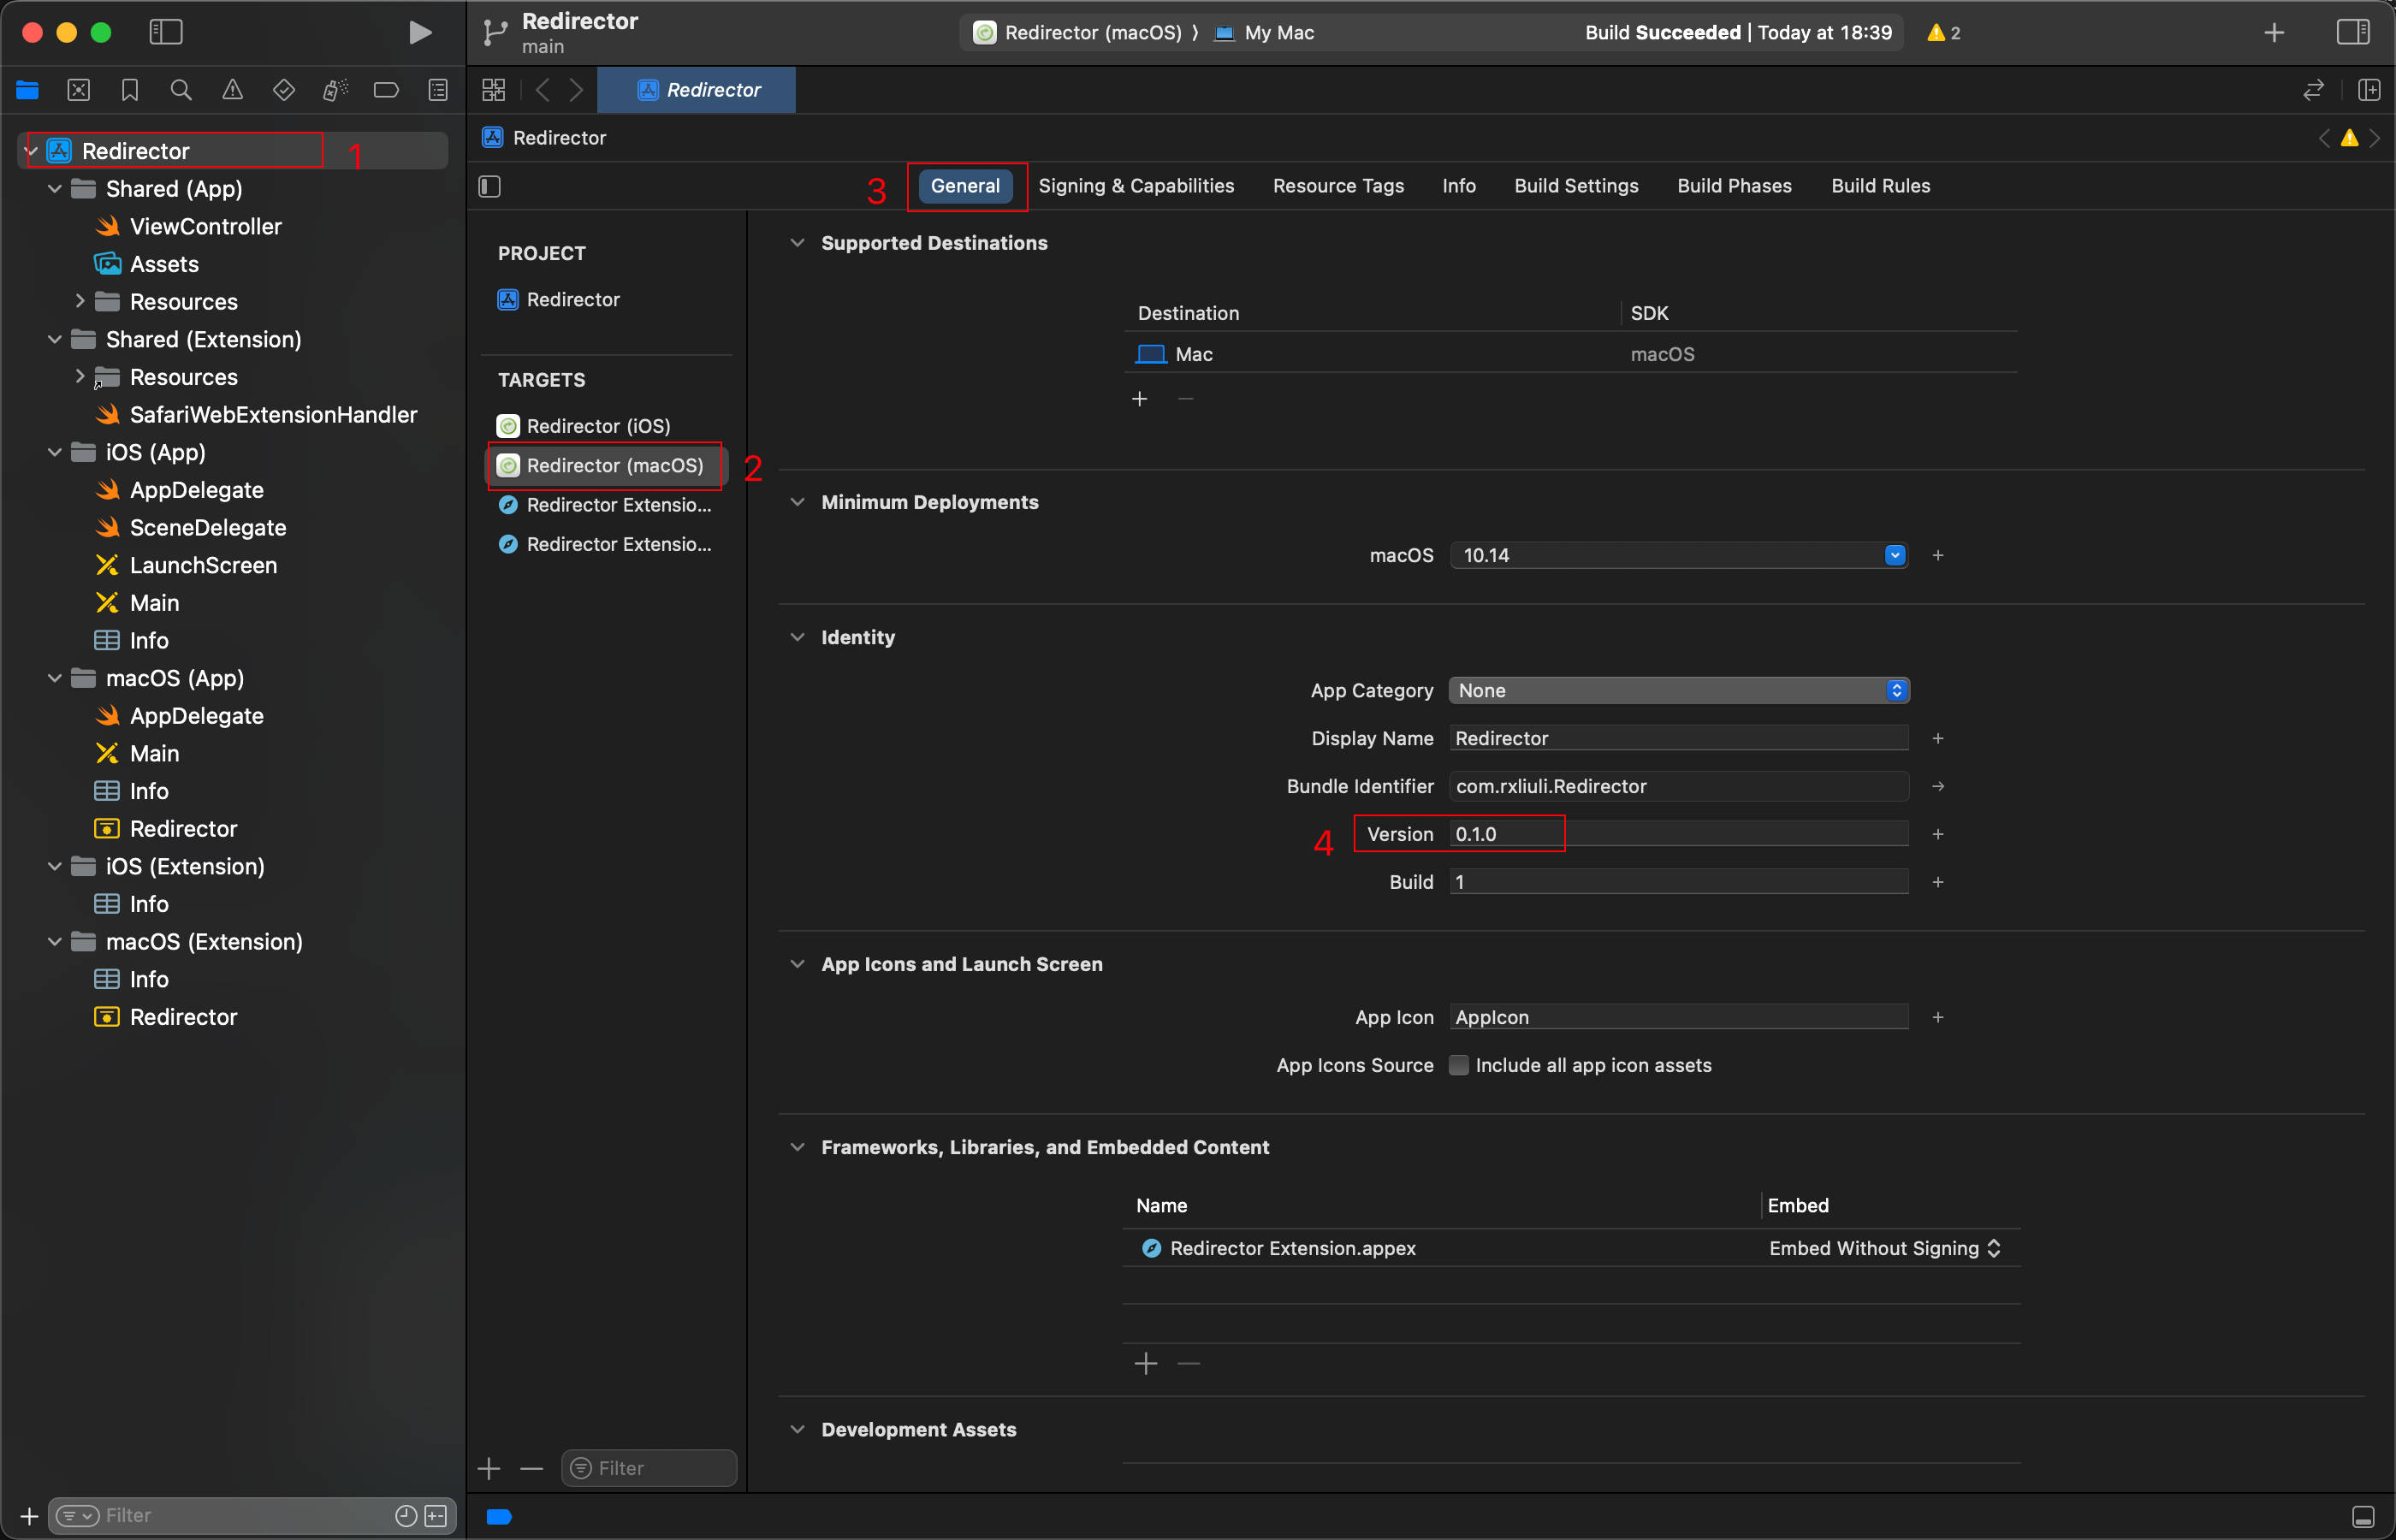 Redirector
main
Redirector (macOS) ⟩ My Mac
Build Succeeded | Today at 18:39
2
Redirector
Redirector
Redirector
1
Shared (App)
ViewController
Assets
Resources
Shared (Extension)
Resources
SafariWebExtensionHandler
iOS (App)
AppDelegate
SceneDelegate
LaunchScreen
Main
Info
macOS (App)
AppDelegate
Main
Info
Redirector
iOS (Extension)
Info
macOS (Extension)
Info
Redirector
Filter
3
General
Signing & Capabilities
Resource Tags
Info
Build Settings
Build Phases
Build Rules
PROJECT
Redirector
TARGETS
Redirector (iOS)
Redirector (macOS)
2
Redirector Extensio...
Redirector Extensio...
Filter
Supported Destinations
Destination
SDK
Mac
macOS
Minimum Deployments
macOS
10.14
Identity
App Category
None
Display Name
Redirector
Bundle Identifier
com.rxliuli.Redirector
4
Version
0.1.0
Build
1
App Icons and Launch Screen
App Icon
AppIcon
App Icons Source
Include all app icon assets
Frameworks, Libraries, and Embedded Content
Name
Embed
Redirector Extension.appex
Embed Without Signing
Development Assets